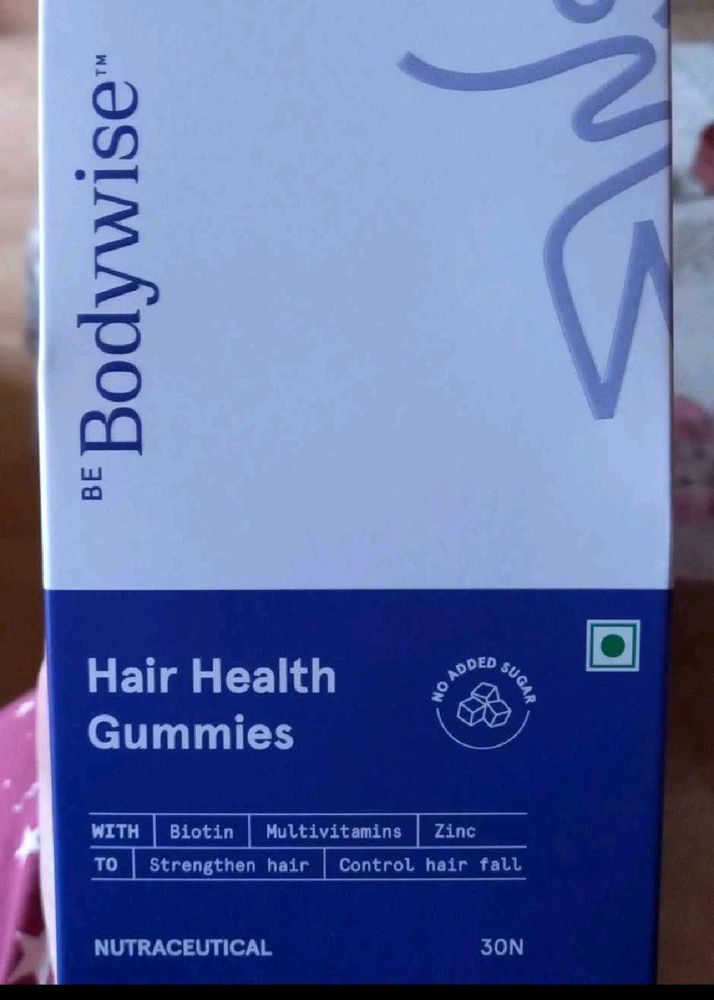 BE Bodywise™
Hair Health
Gummies
NO ADDED SUGAR
WITH Biotin Multivitamins Zinc
TO Strengthen hair Control hair fall
NUTRACEUTICAL 30N